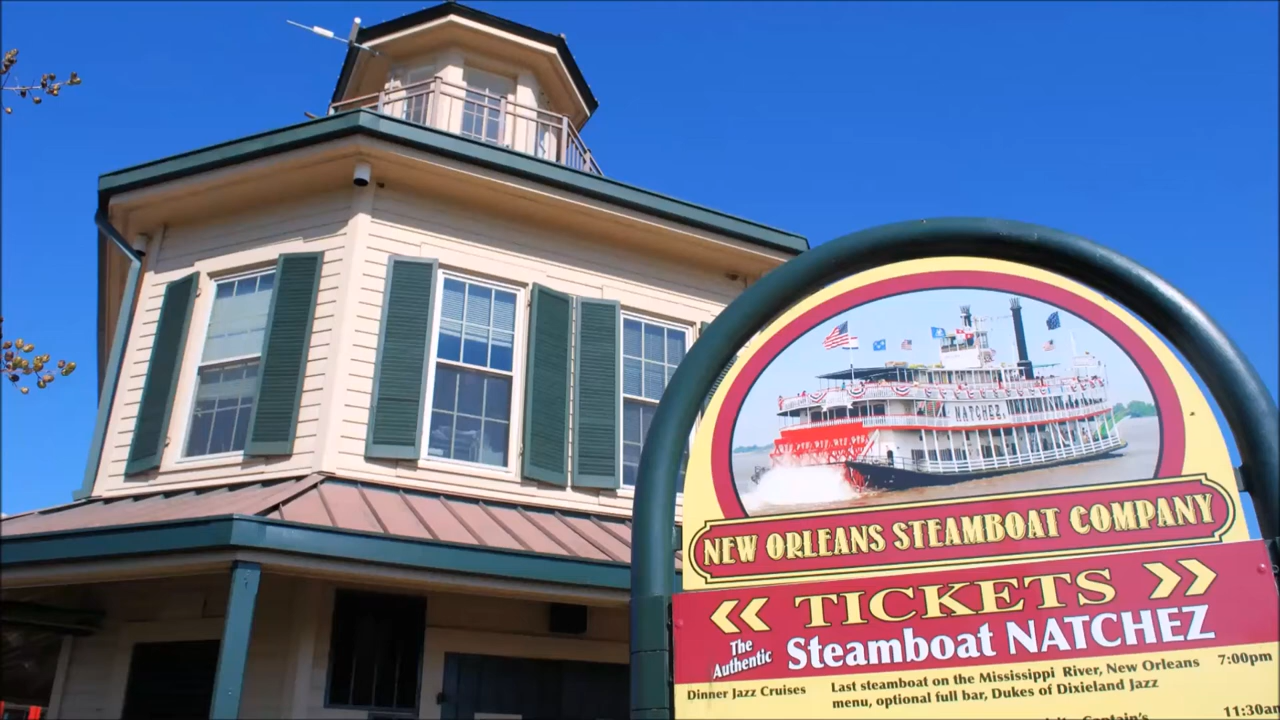 NATCHEZ
NEW ORLEANS STEAMBOAT COMPANY
TICKETS
The Authentic Steamboat NATCHEZ
Dinner Jazz Cruises Last steamboat on the Mississippi River, New Orleans 7:00pm
menu, optional full bar, Dukes of Dixieland Jazz
Captain's 11:30am